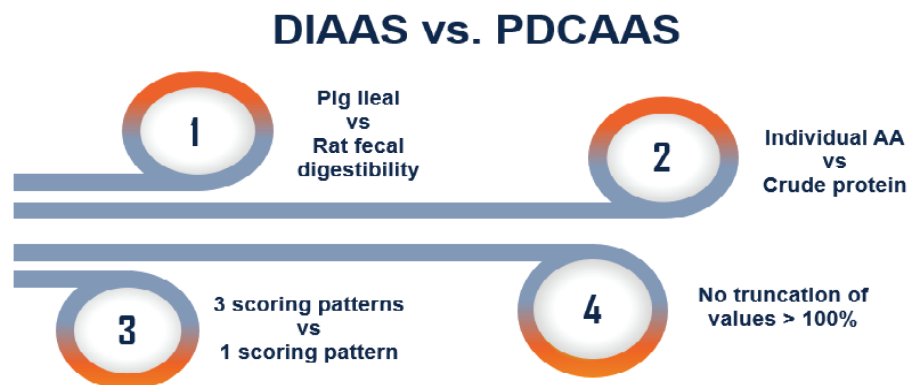 DIAAS vs. PDCAAS
1
Pig Ileal
vs
Rat fecal
digestibility
2
Individual AA
vs
Crude protein
3
3 scoring patterns
vs
1 scoring pattern
4
No truncation of
values > 100%